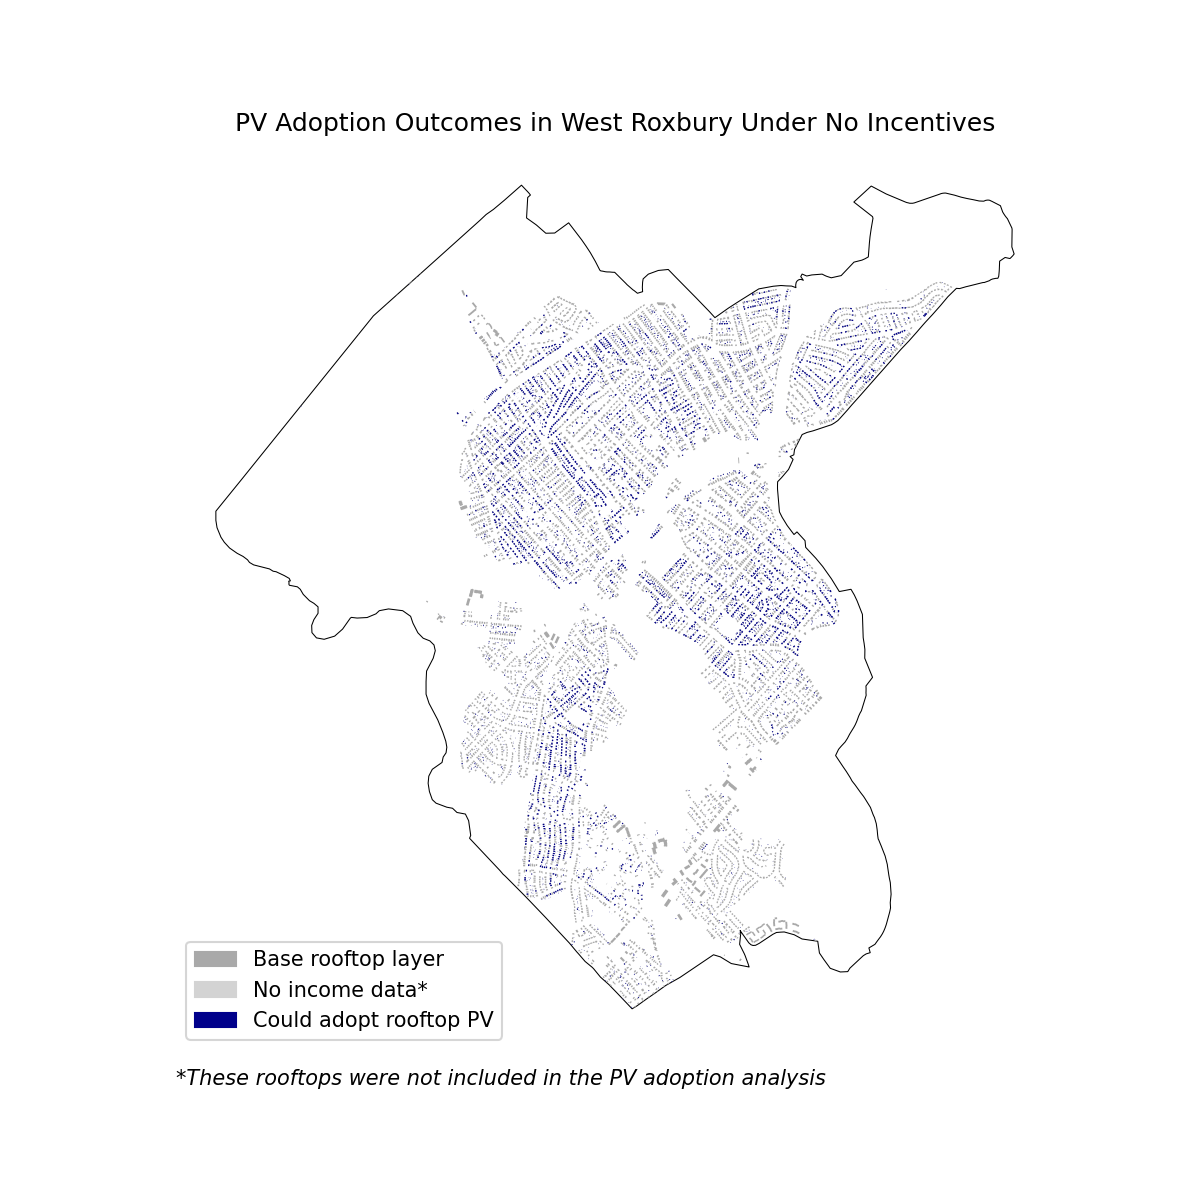 PV Adoption Outcomes in West Roxbury Under No Incentives
Base rooftop layer
No income data*
Could adopt rooftop PV
*These rooftops were not included in the PV adoption analysis